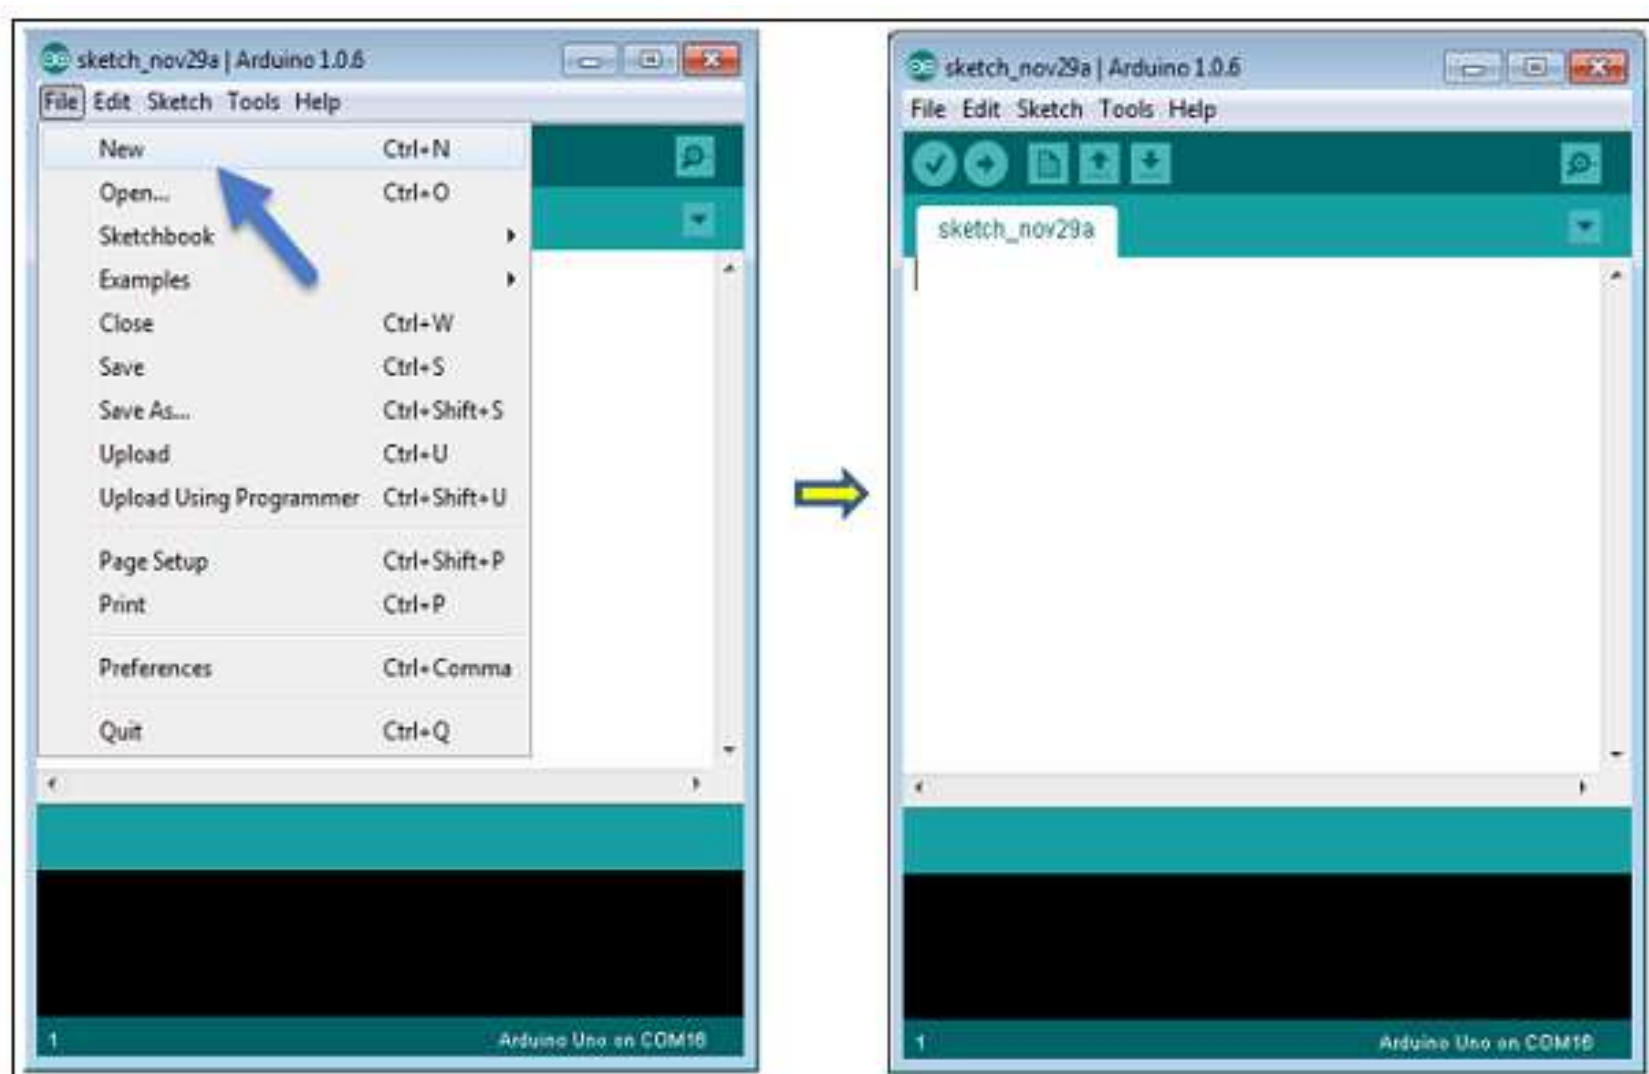 sketch_nov29a | Arduino 1.0.6
File Edit Sketch Tools Help
New Ctrl+N
Open... Ctrl+O
Sketchbook
Examples
Close Ctrl+W
Save Ctrl+S
Save As... Ctrl+Shift+S
Upload Ctrl+U
Upload Using Programmer Ctrl+Shift+U
Page Setup Ctrl+Shift+P
Print Ctrl+P
Preferences Ctrl+Comma
Quit Ctrl+Q
1 Arduino Uno on COM16
sketch_nov29a | Arduino 1.0.6
File Edit Sketch Tools Help
sketch_nov29a
1 Arduino Uno on COM16